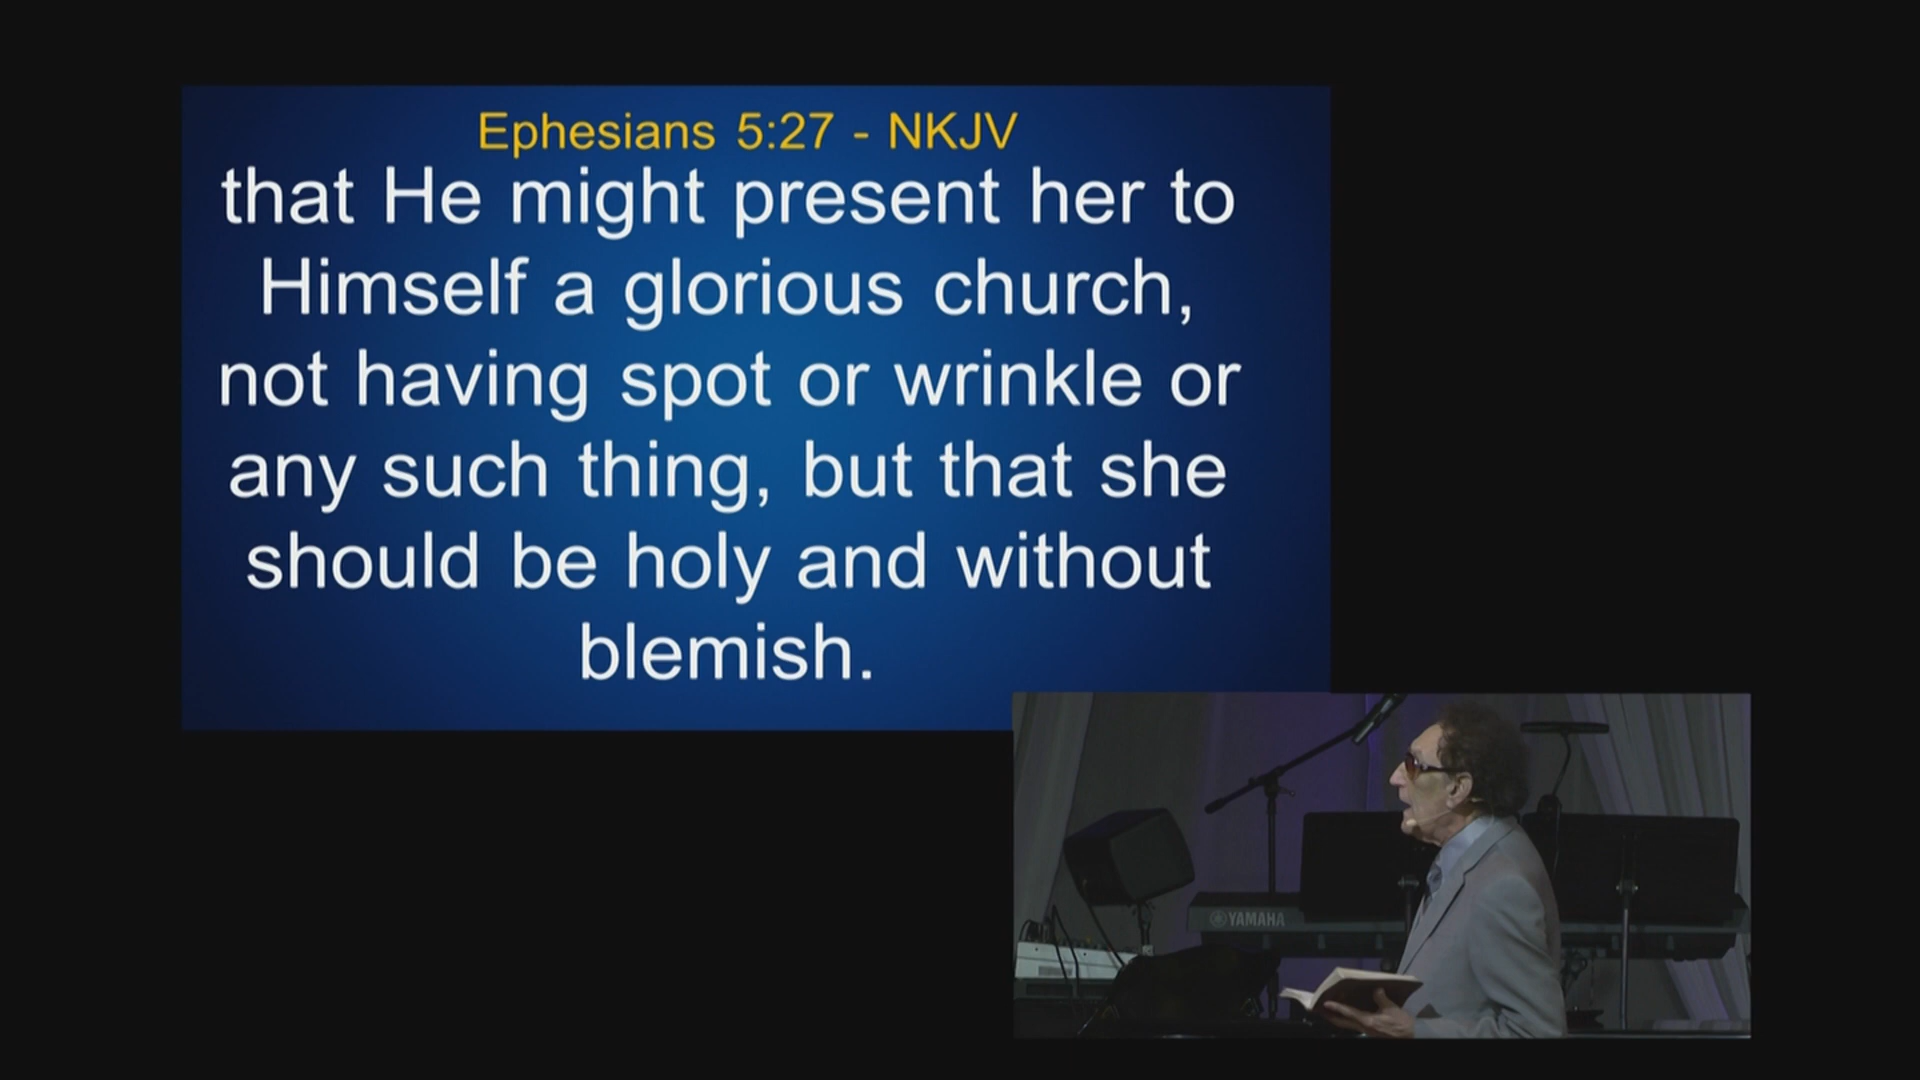 Ephesians 5:27 - NKJV
that He might present her to
Himself a glorious church,
not having spot or wrinkle or
any such thing, but that she
should be holy and without
blemish.
YAMAHA